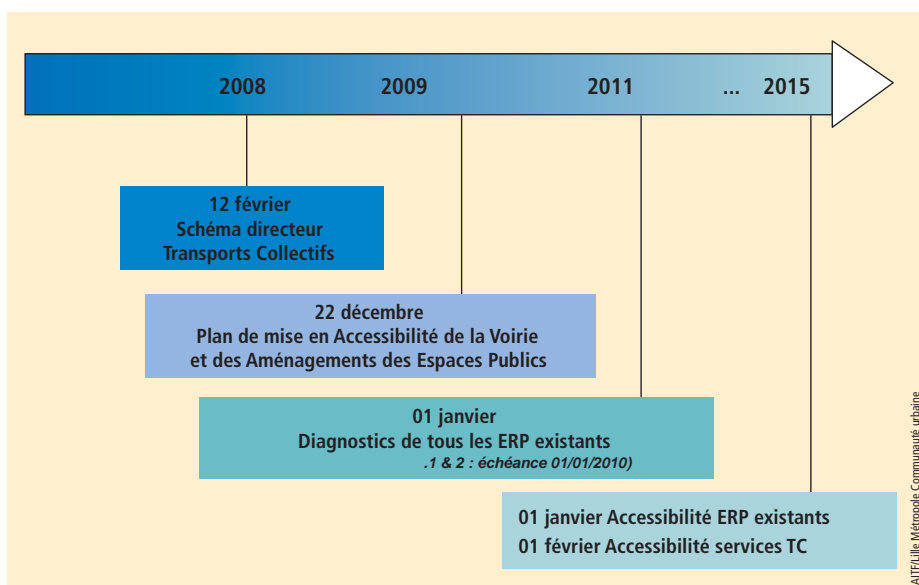 2008 2009 2011 ... 2015
12 février
Schéma directeur
Transports Collectifs
22 décembre
Plan de mise en Accessibilité de la Voirie
et des Aménagements des Espaces Publics
01 janvier
Diagnostics de tous les ERP existants
.1 & 2 : échéance 01/01/2010)
01 janvier Accessibilité ERP existants
01 février Accessibilité services TC
AITF/Lille Métropole Communauté urbaine